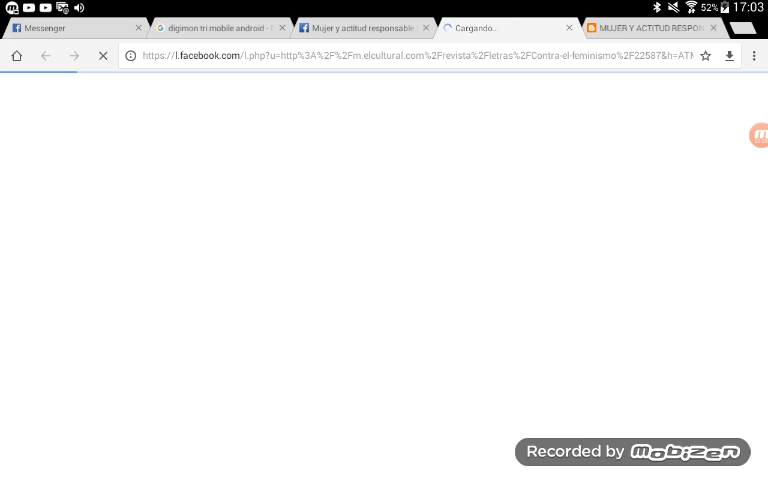 52% 17:03
Messenger
digimon tri mobile android -
Mujer y actitud responsable
Cargando..
MUJER Y ACTITUD RESPON
https://l.facebook.com/l.php?u=http%3A%2F%2Fm.elcultural.com%2Frevista%2Fletras%2FContra-el-feminismo%2F22587&h=ATM
Recorded by mobizen